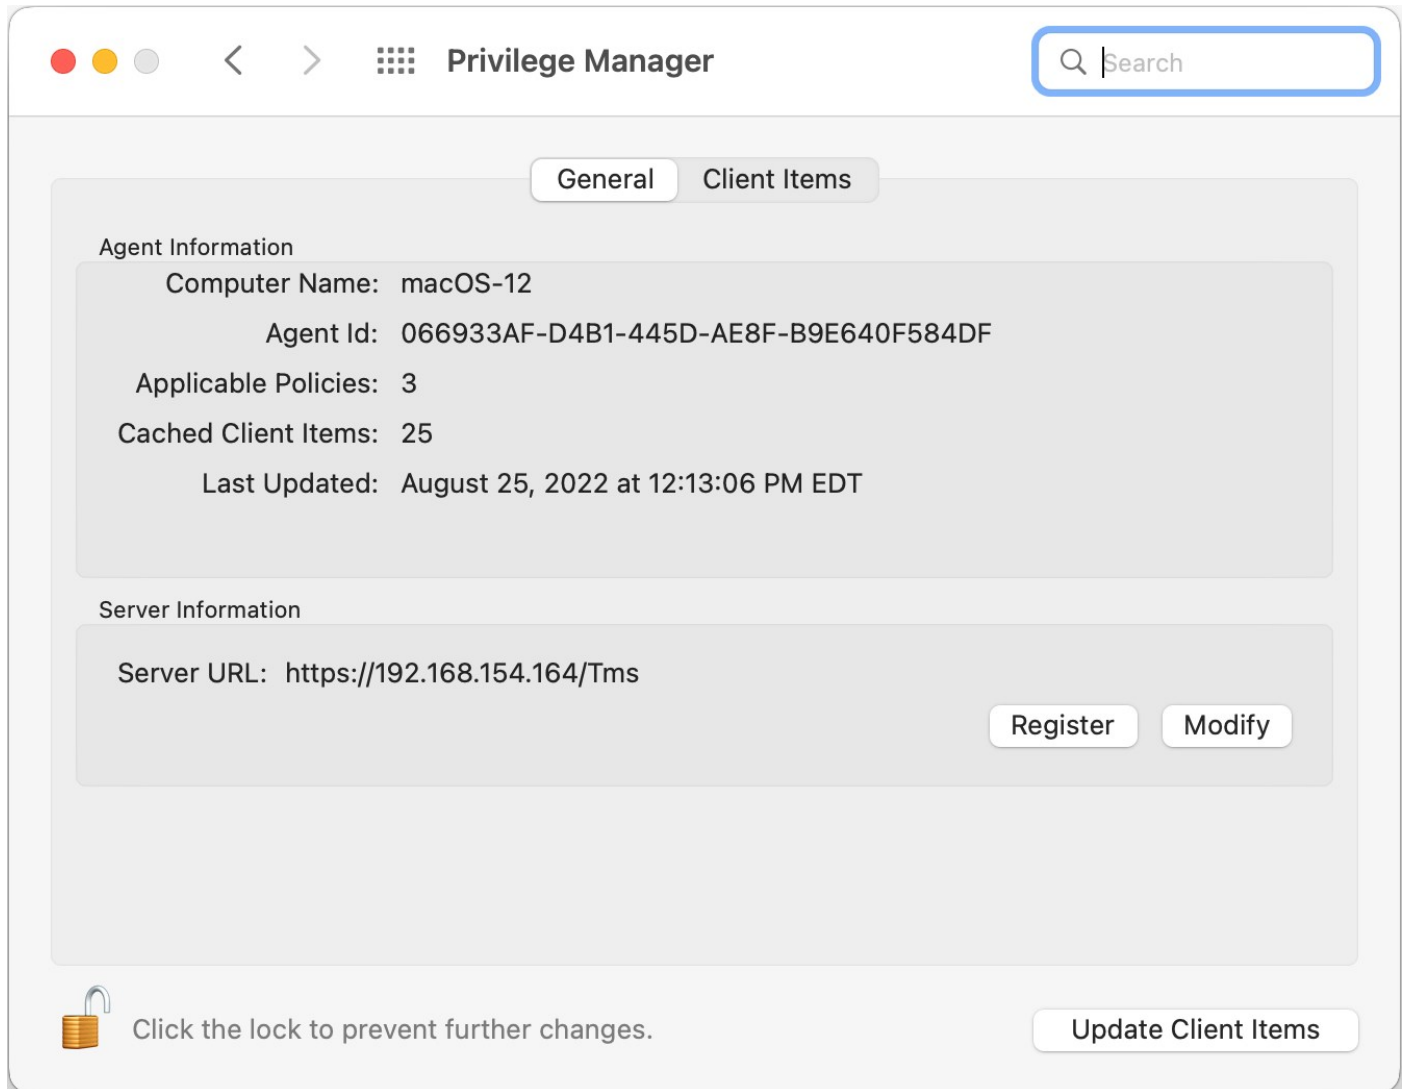 Privilege Manager
Search
General
Client Items
Agent Information
Computer Name: macOS-12
Agent Id: 066933AF-D4B1-445D-AE8F-B9E640F584DF
Applicable Policies: 3
Cached Client Items: 25
Last Updated: August 25, 2022 at 12:13:06 PM EDT
Server Information
Server URL: https://192.168.154.164/Tms
Register
Modify
Click the lock to prevent further changes.
Update Client Items